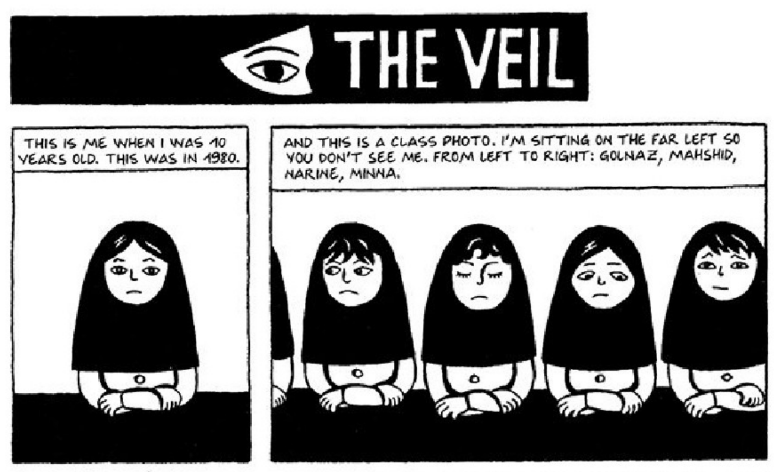 THE VEIL
THIS IS ME WHEN I WAS 10
YEARS OLD. THIS WAS IN 1980.
AND THIS IS A CLASS PHOTO. I'M SITTING ON THE FAR LEFT SO
YOU DON'T SEE ME. FROM LEFT TO RIGHT: GOLNAZ, MAHSHID,
NARINE, MINNA.